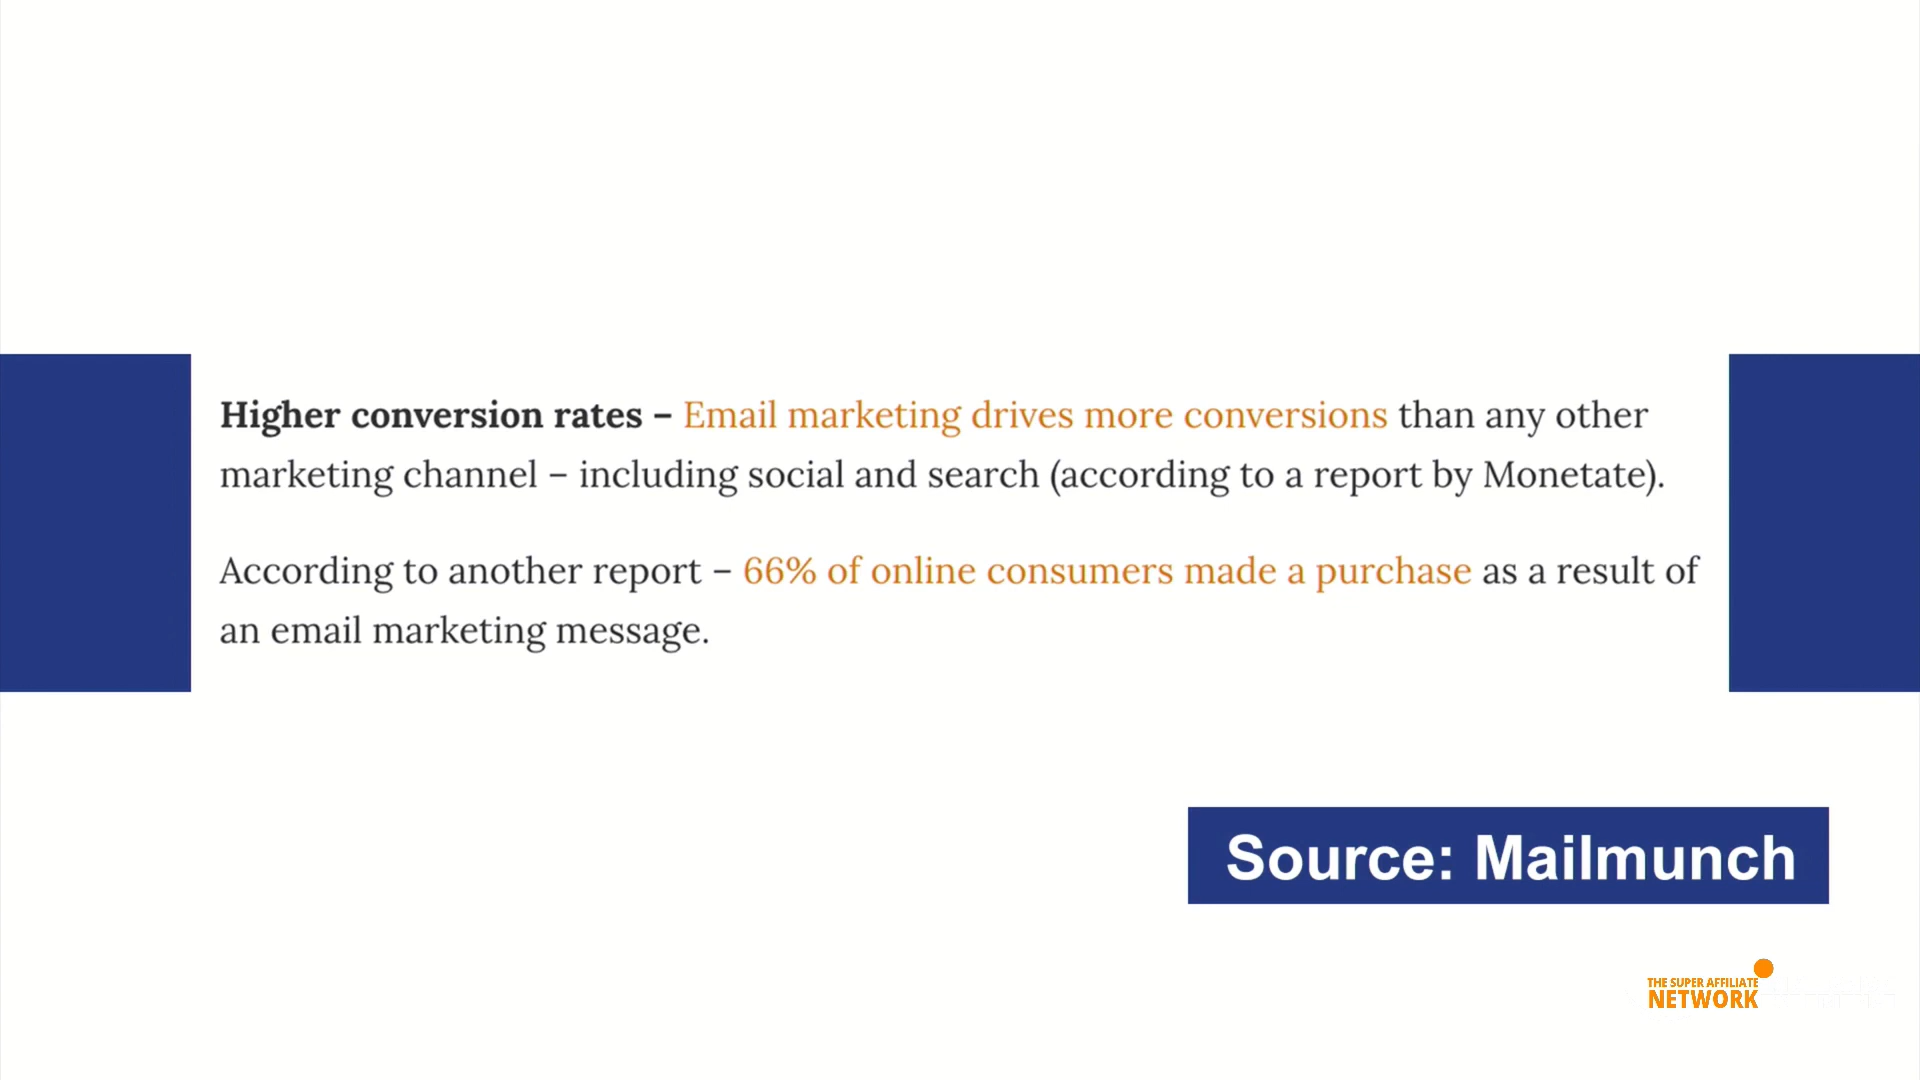 Higher conversion rates – Email marketing drives more conversions than any other
marketing channel – including social and search (according to a report by Monetate).
According to another report – 66% of online consumers made a purchase as a result of
an email marketing message.
Source: Mailmunch
THE SUPER AFFILIATE
NETWORK